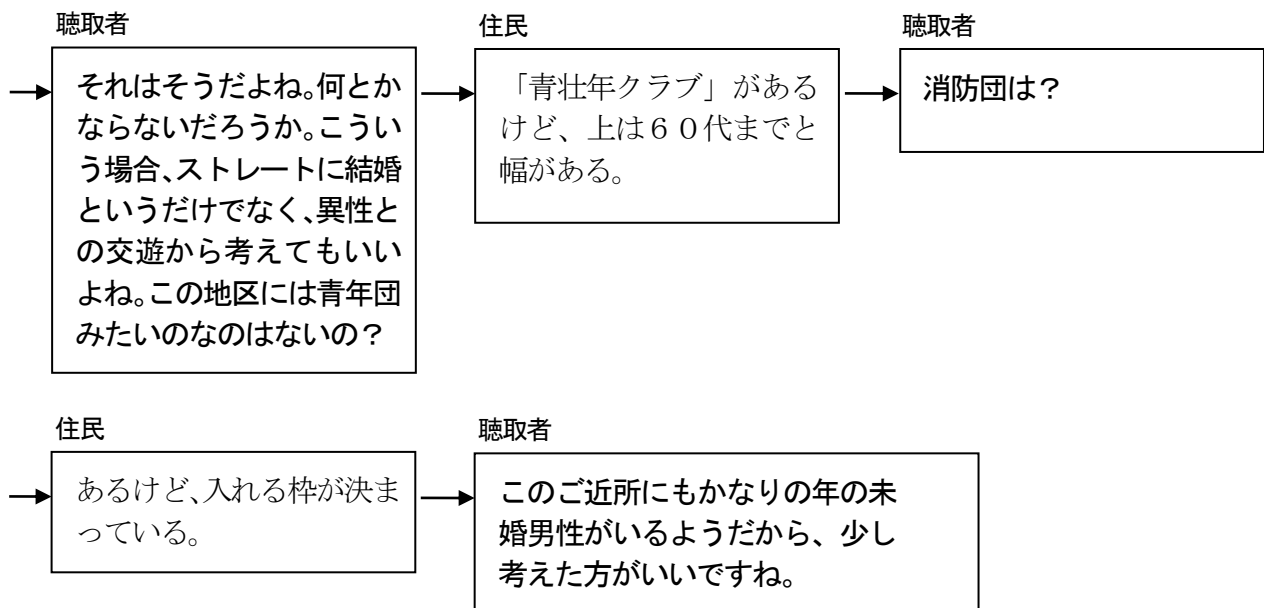 聴取者
それはそうだよね。何とか
ならないだろうか。こうい
う場合、ストレートに結婚
というだけでなく、異性と
の交遊から考えてもいい
よね。この地区には青年団
みたいのなのはないの？
住民
「青壮年クラブ」がある
けど、上は６０代までと
幅がある。
聴取者
消防団は？
住民
あるけど、入れる枠が決ま
っている。
聴取者
このご近所にもかなりの年の未
婚男性がいるようだから、少し
考えた方がいいですね。